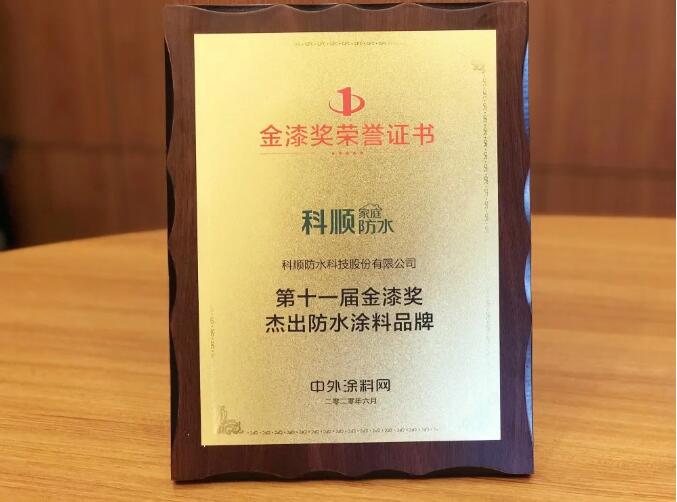 金漆奖荣誉证书
科顺家庭防水
科顺防水科技股份有限公司
第十一届金漆奖
杰出防水涂料品牌
中外涂料网
二零二零年六月